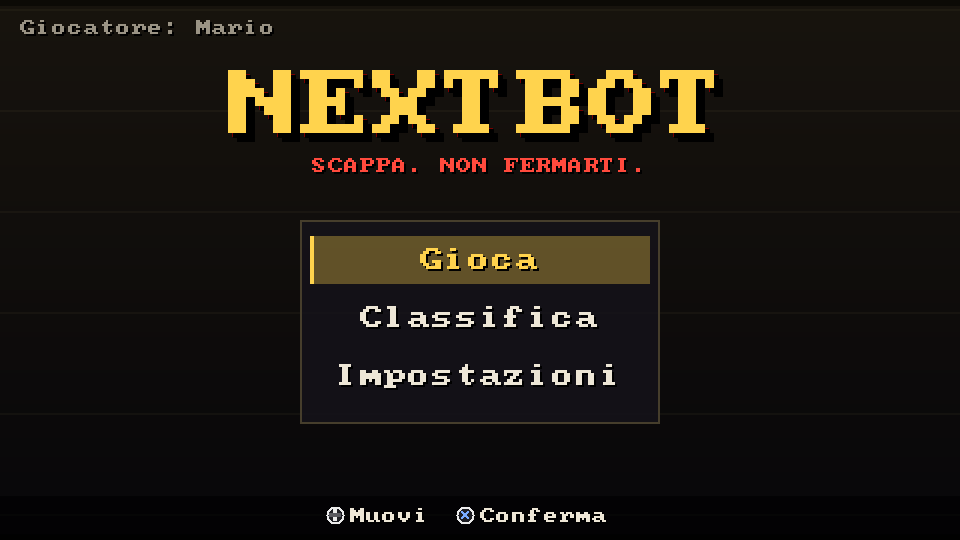 Giocatore: Mario
NEXTBOT
SCAPPA. NON FERMARTI.
Gioca
Classifica
Impostazioni
Muovi Conferma